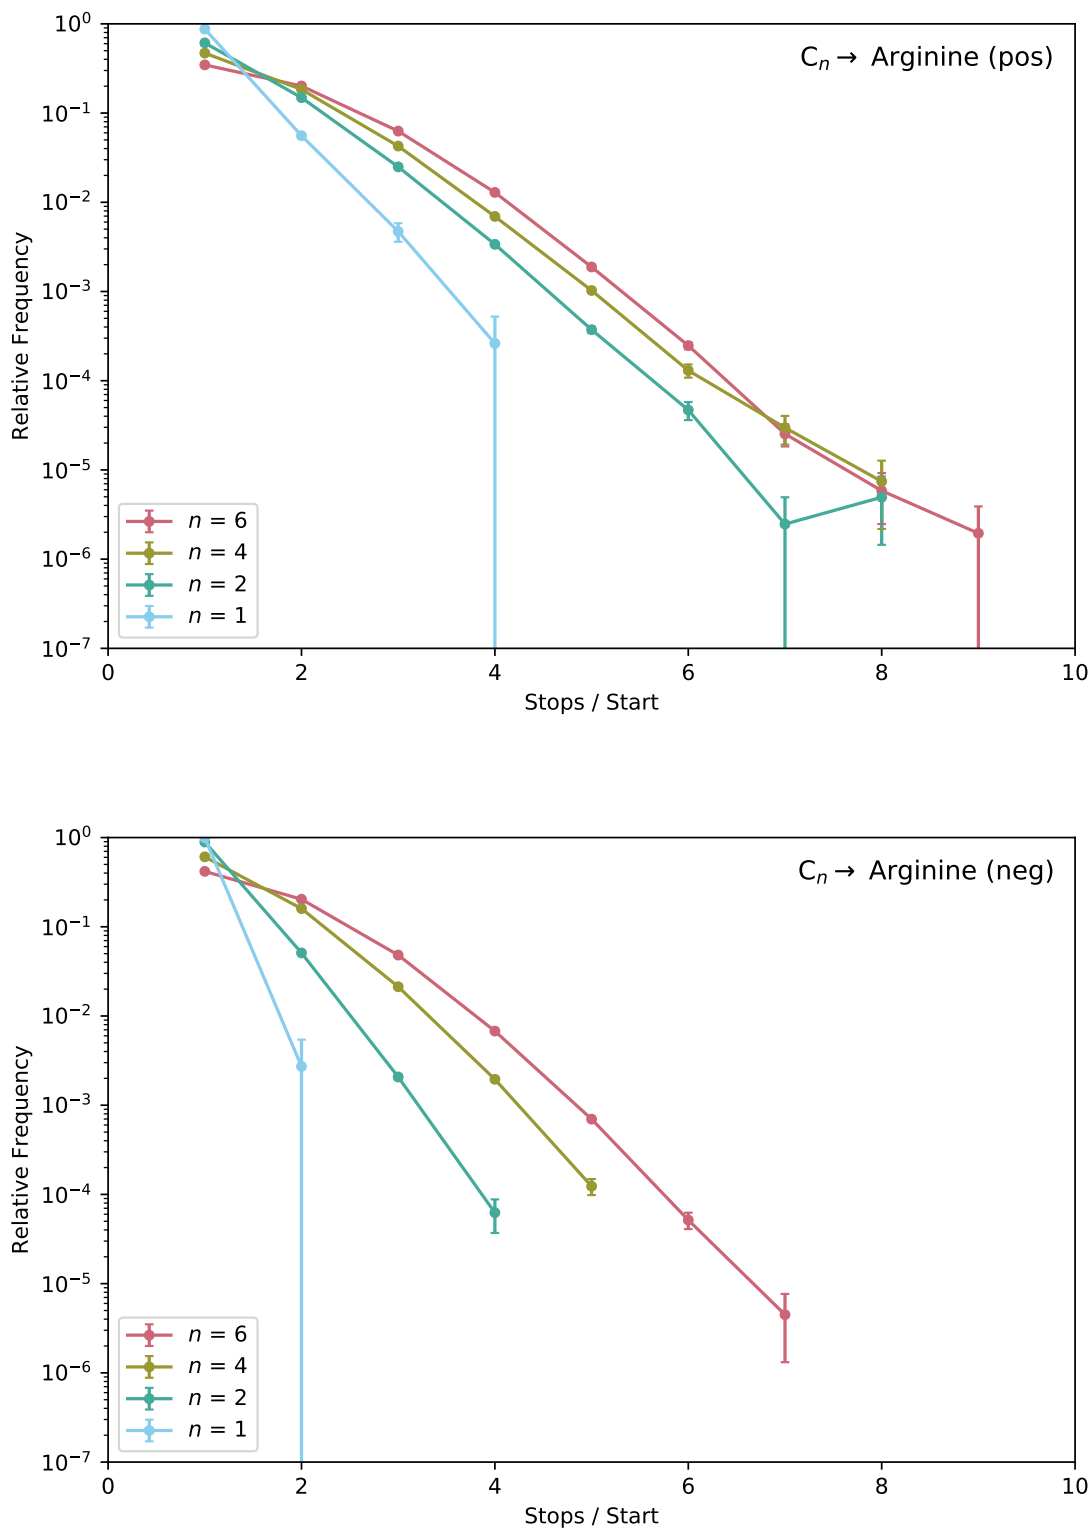 C_n → Arginine (pos)
10^0
10^−1
10^−2
10^−3
10^−4
10^−5
10^−6
10^−7
Relative Frequency
n = 6
n = 4
n = 2
n = 1
0 2 4 6 8 10
Stops / Start
C_n → Arginine (neg)
10^0
10^−1
10^−2
10^−3
10^−4
10^−5
10^−6
10^−7
Relative Frequency
n = 6
n = 4
n = 2
n = 1
0 2 4 6 8 10
Stops / Start